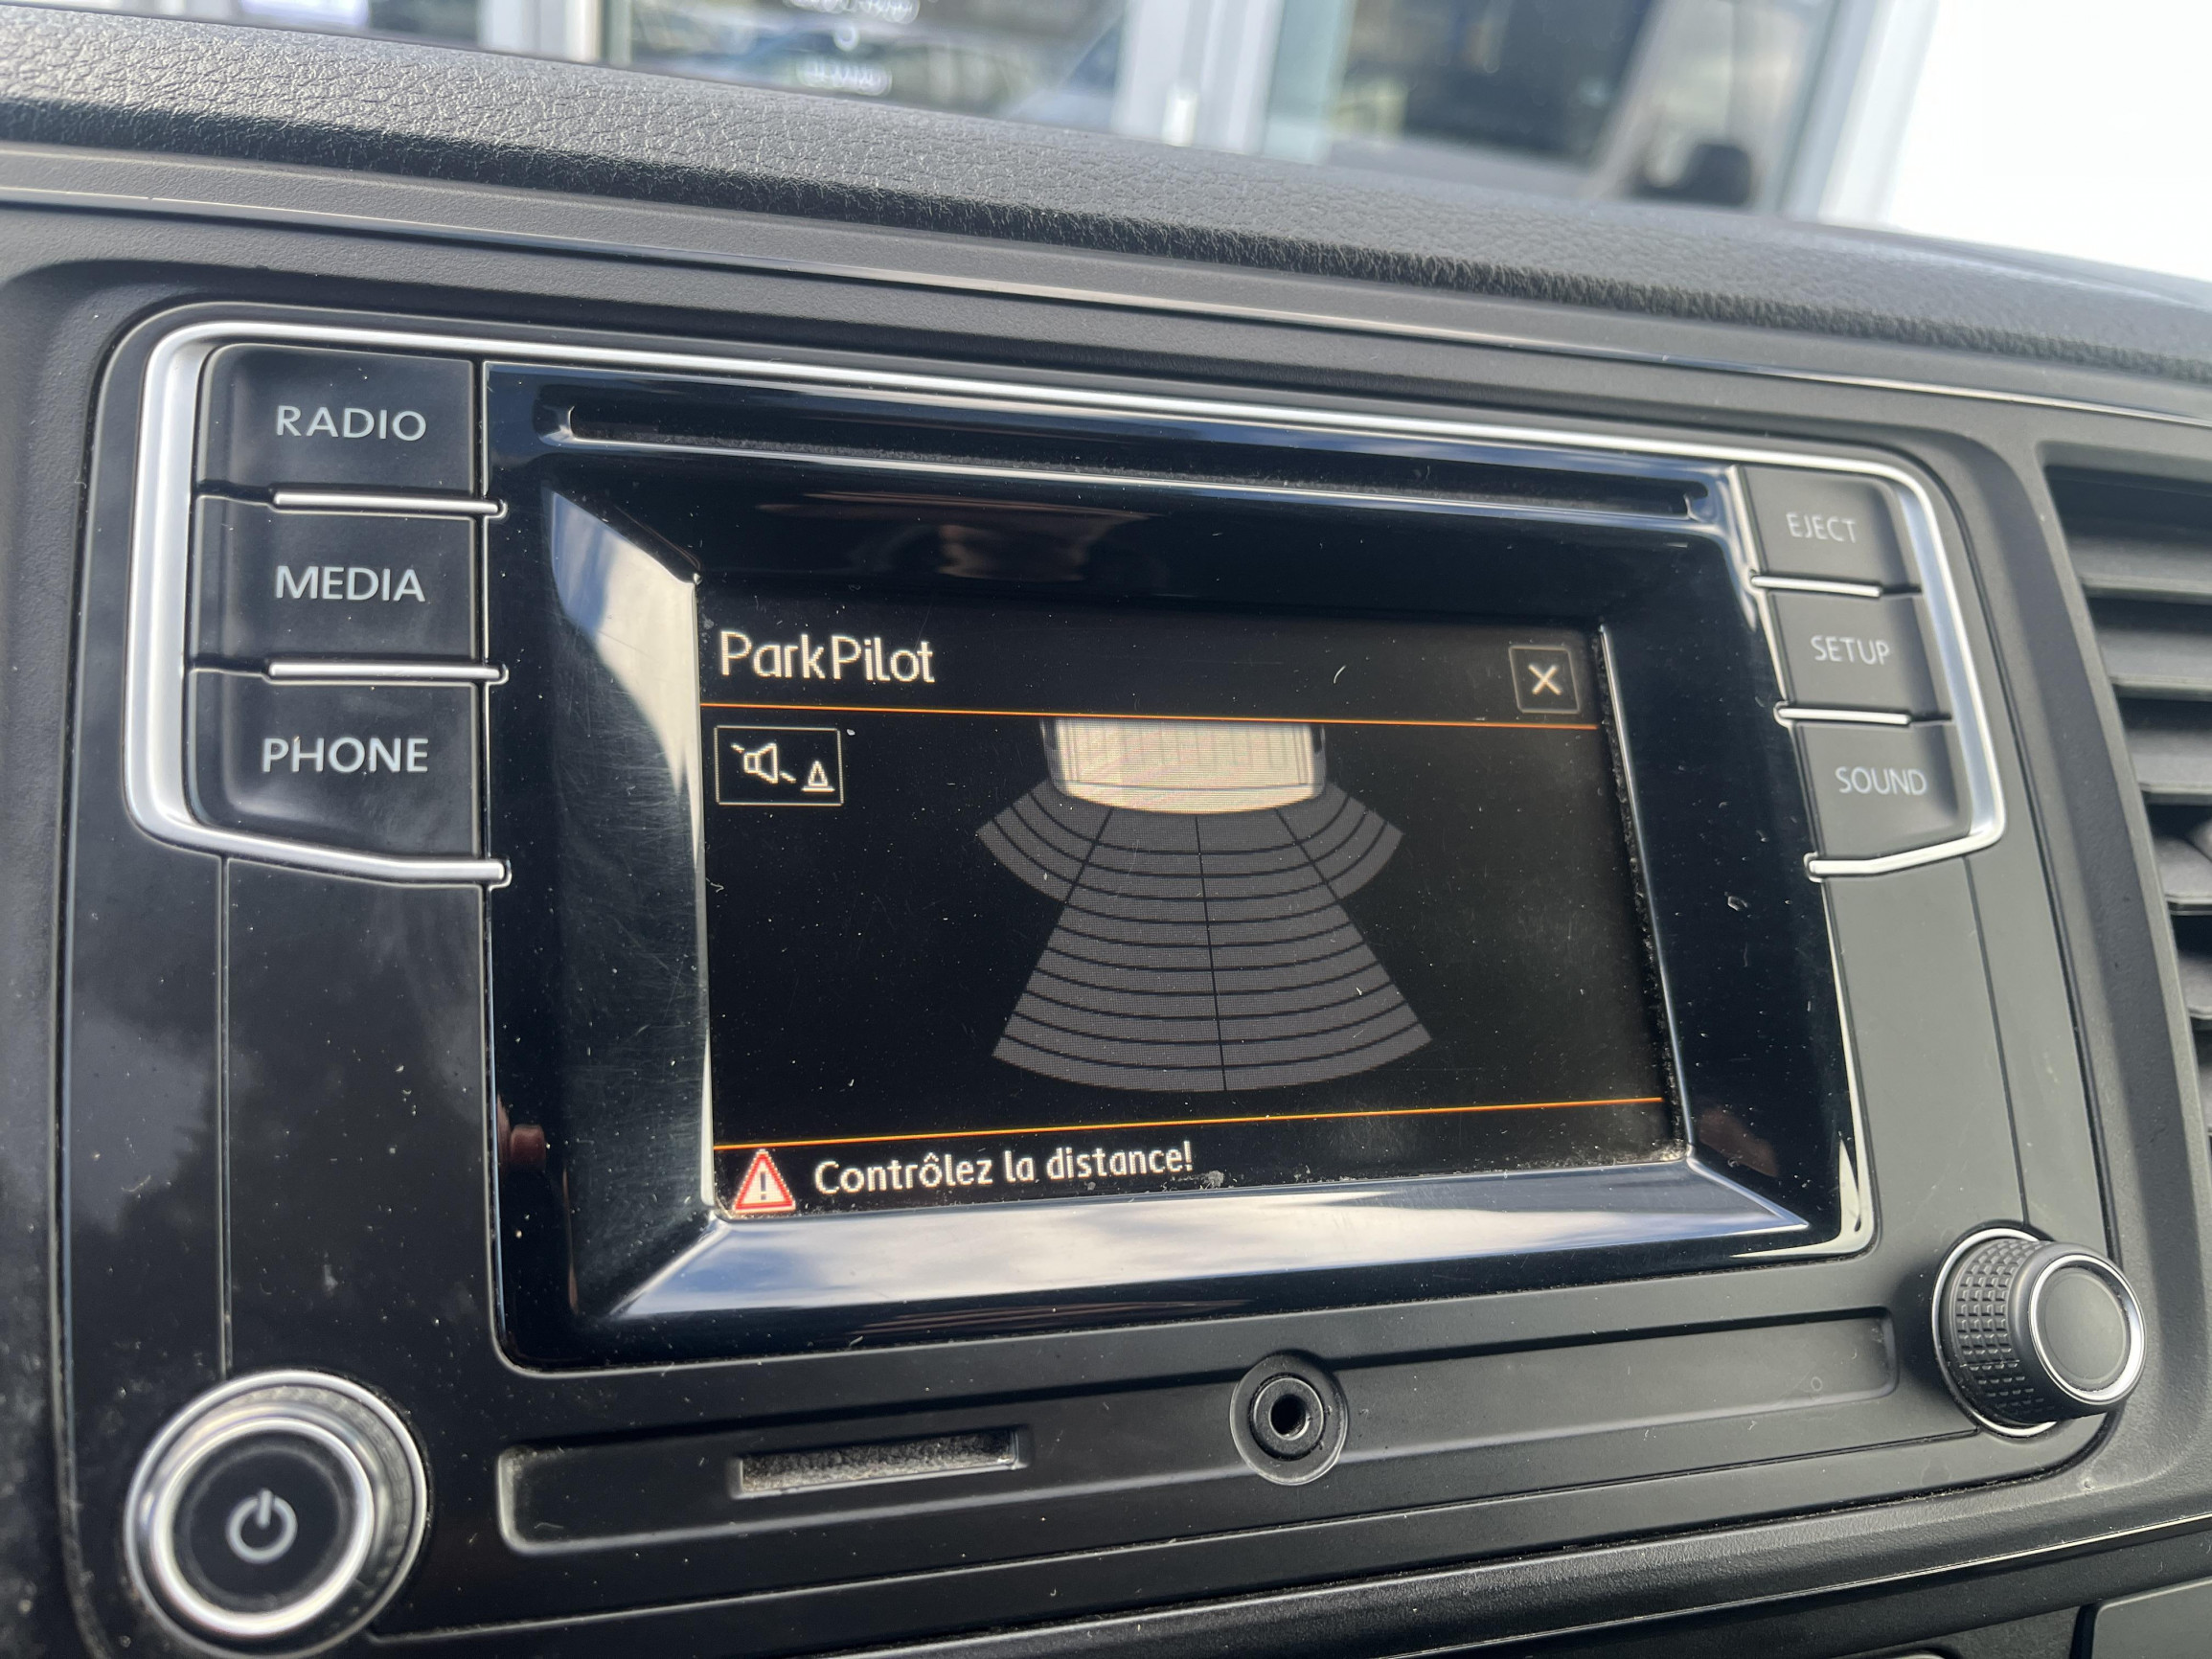 RADIO
MEDIA
PHONE
EJECT
SETUP
SOUND
ParkPilot
Contrôlez la distance!